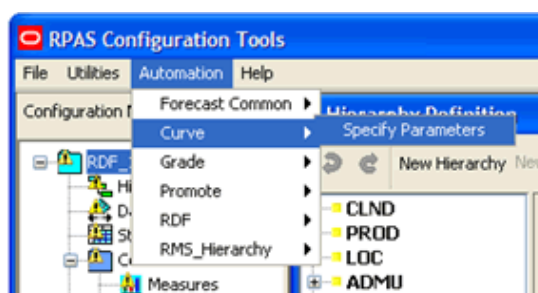 RPAS Configuration Tools
File Utilities Automation Help
Configuration
Forecast Common
Hierarchy Definition
Curve
Specify Parameters
RDF_
Grade
New Hierarchy
Promote
CLND
RDF
PROD
RMS_Hierarchy
LOC
Measures
ADMU